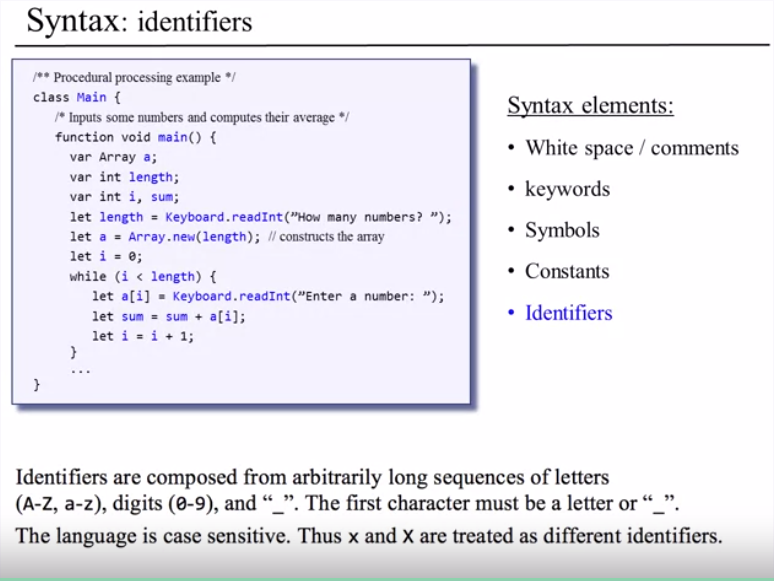 Syntax: identifiers
/** Procedural processing example */
class Main {
/* Inputs some numbers and computes their average */
function void main() {
var Array a;
var int length;
var int i, sum;
let length = Keyboard.readInt(”How many numbers? ”);
let a = Array.new(length); // constructs the array
let i = 0;
while (i < length) {
let a[i] = Keyboard.readInt(”Enter a number: ”);
let sum = sum + a[i];
let i = i + 1;
}
...
}
Syntax elements:
• White space / comments
• keywords
• Symbols
• Constants
• Identifiers
Identifiers are composed from arbitrarily long sequences of letters
(A-Z, a-z), digits (0-9), and “_”. The first character must be a letter or “_”.
The language is case sensitive. Thus x and X are treated as different identifiers.